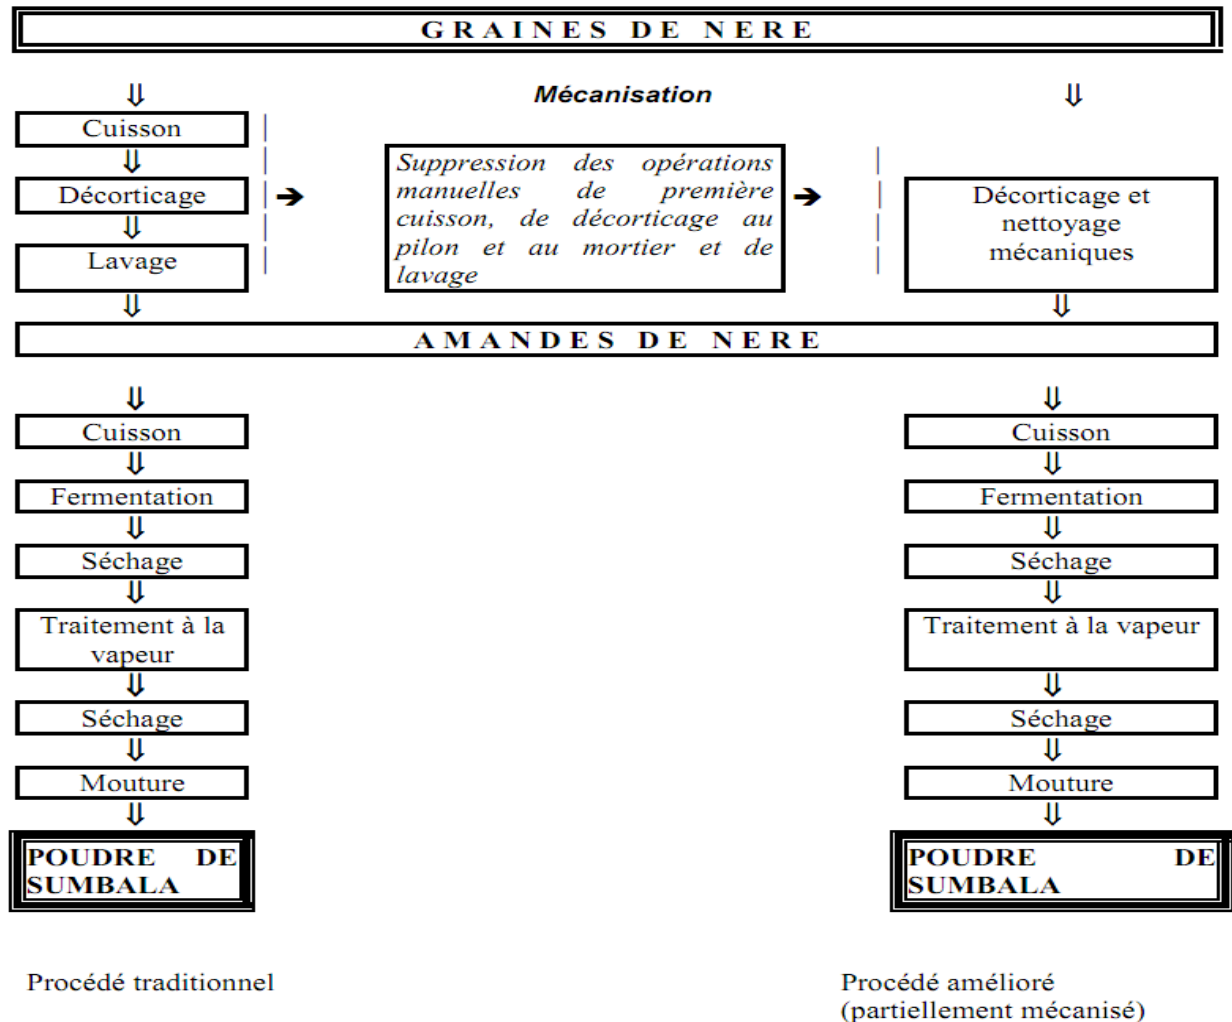 GRAINES DE NERE
Mécanisation
Cuisson
Décorticage
Lavage
Suppression des opérations
manuelles de première
cuisson, de décorticage au
pilon et au mortier et de
lavage
Décorticage et
nettoyage
mécaniques
AMANDES DE NERE
Cuisson
Fermentation
Séchage
Traitement à la
vapeur
Séchage
Mouture
POUDRE DE
SUMBALA
Cuisson
Fermentation
Séchage
Traitement à la vapeur
Séchage
Mouture
POUDRE DE
SUMBALA
Procédé traditionnel
Procédé amélioré
(partiellement mécanisé)